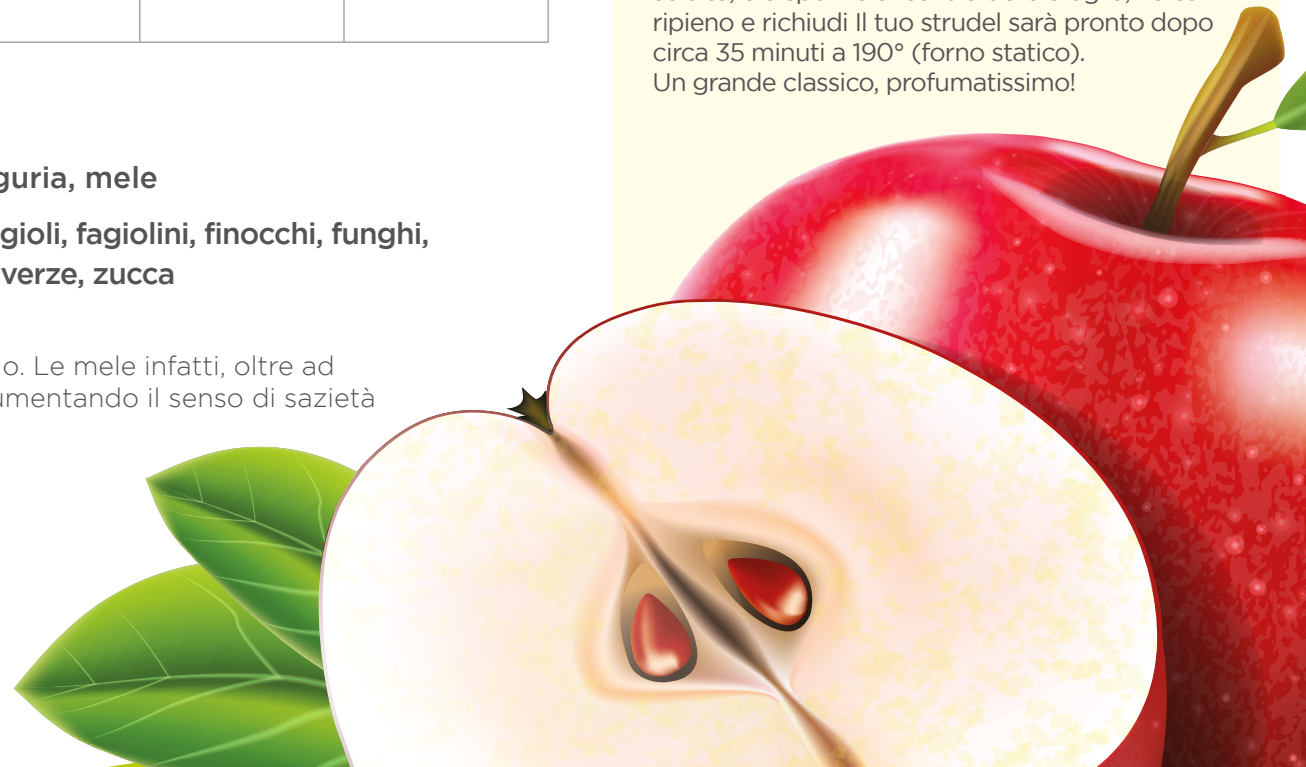 ripieno e richiudi Il tuo strudel sarà pronto dopo
circa 35 minuti a 190° (forno statico).
Un grande classico, profumatissimo!
guria, mele
gioli, fagiolini, finocchi, funghi,
verze, zucca
o. Le mele infatti, oltre ad
umentando il senso di sazietà